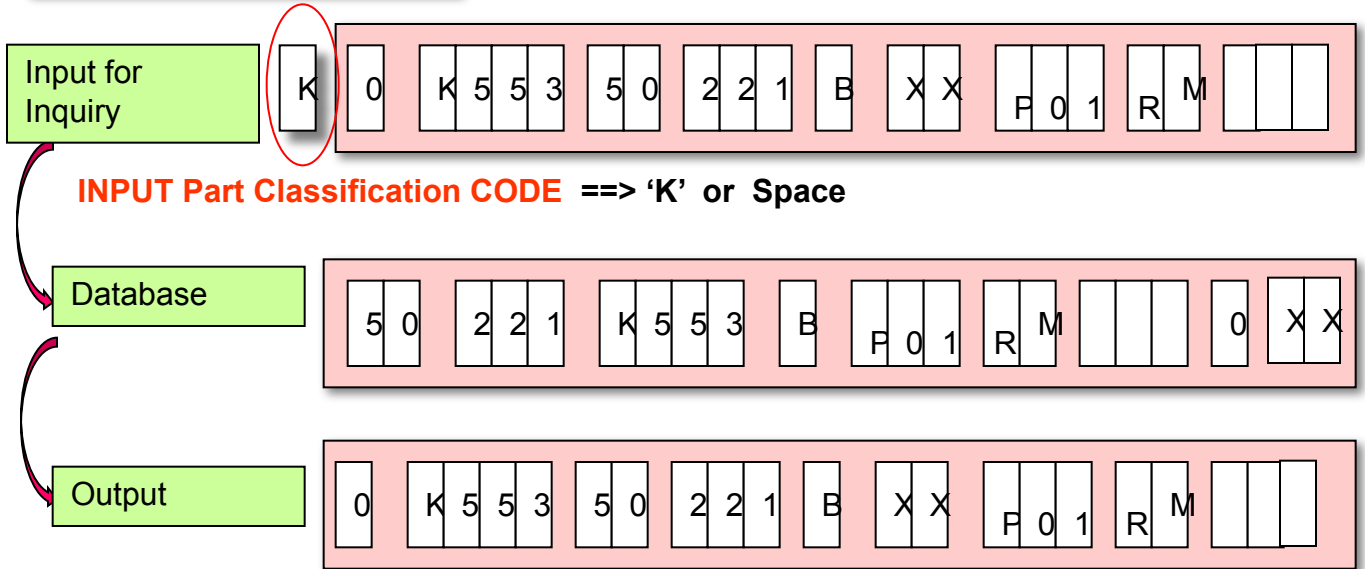 Input for
Inquiry
K 0 K 5 5 3 5 0 2 2 1 B X X P 0 1 R M
INPUT Part Classification CODE ==> ‘K’ or Space
Database
5 0 2 2 1 K 5 5 3 B P 0 1 R M 0 X X
Output
0 K 5 5 3 5 0 2 2 1 B X X P 0 1 R M